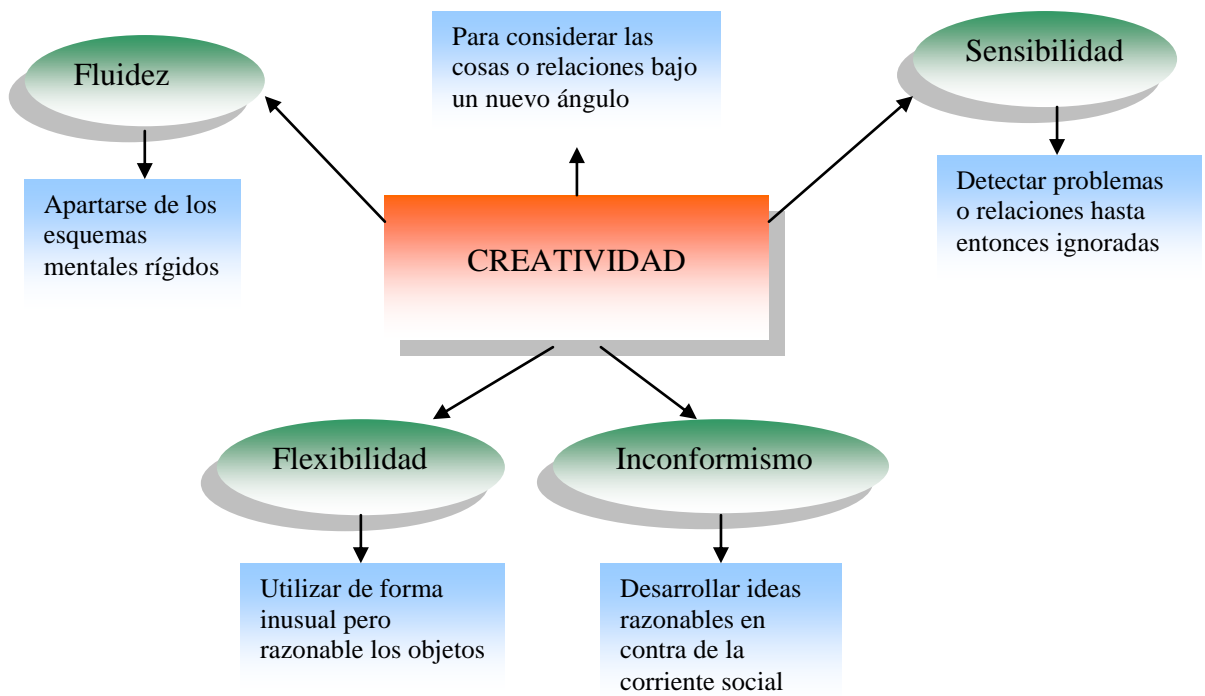 Fluidez
Para considerar las
cosas o relaciones bajo
un nuevo ángulo
Sensibilidad
Apartarse de los
esquemas
mentales rígidos
Detectar problemas
o relaciones hasta
entonces ignoradas
CREATIVIDAD
Flexibilidad
Inconformismo
Utilizar de forma
inusual pero
razonable los objetos
Desarrollar ideas
razonables en
contra de la
corriente social